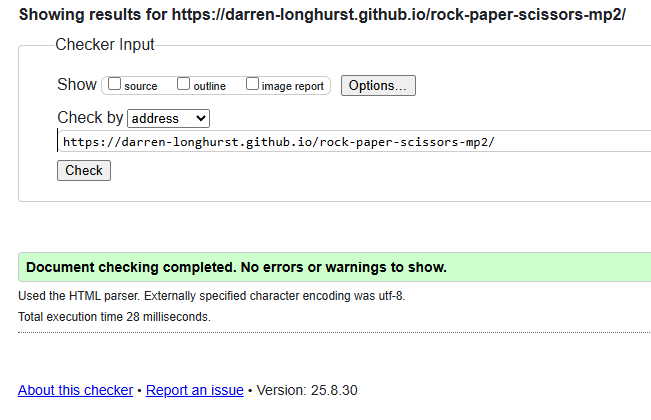 Showing results for https://darren-longhurst.github.io/rock-paper-scissors-mp2/
Checker Input
Show source outline image report Options...
Check by address
https://darren-longhurst.github.io/rock-paper-scissors-mp2/
Check
Document checking completed. No errors or warnings to show.
Used the HTML parser. Externally specified character encoding was utf-8.
Total execution time 28 milliseconds.
About this checker • Report an issue • Version: 25.8.30